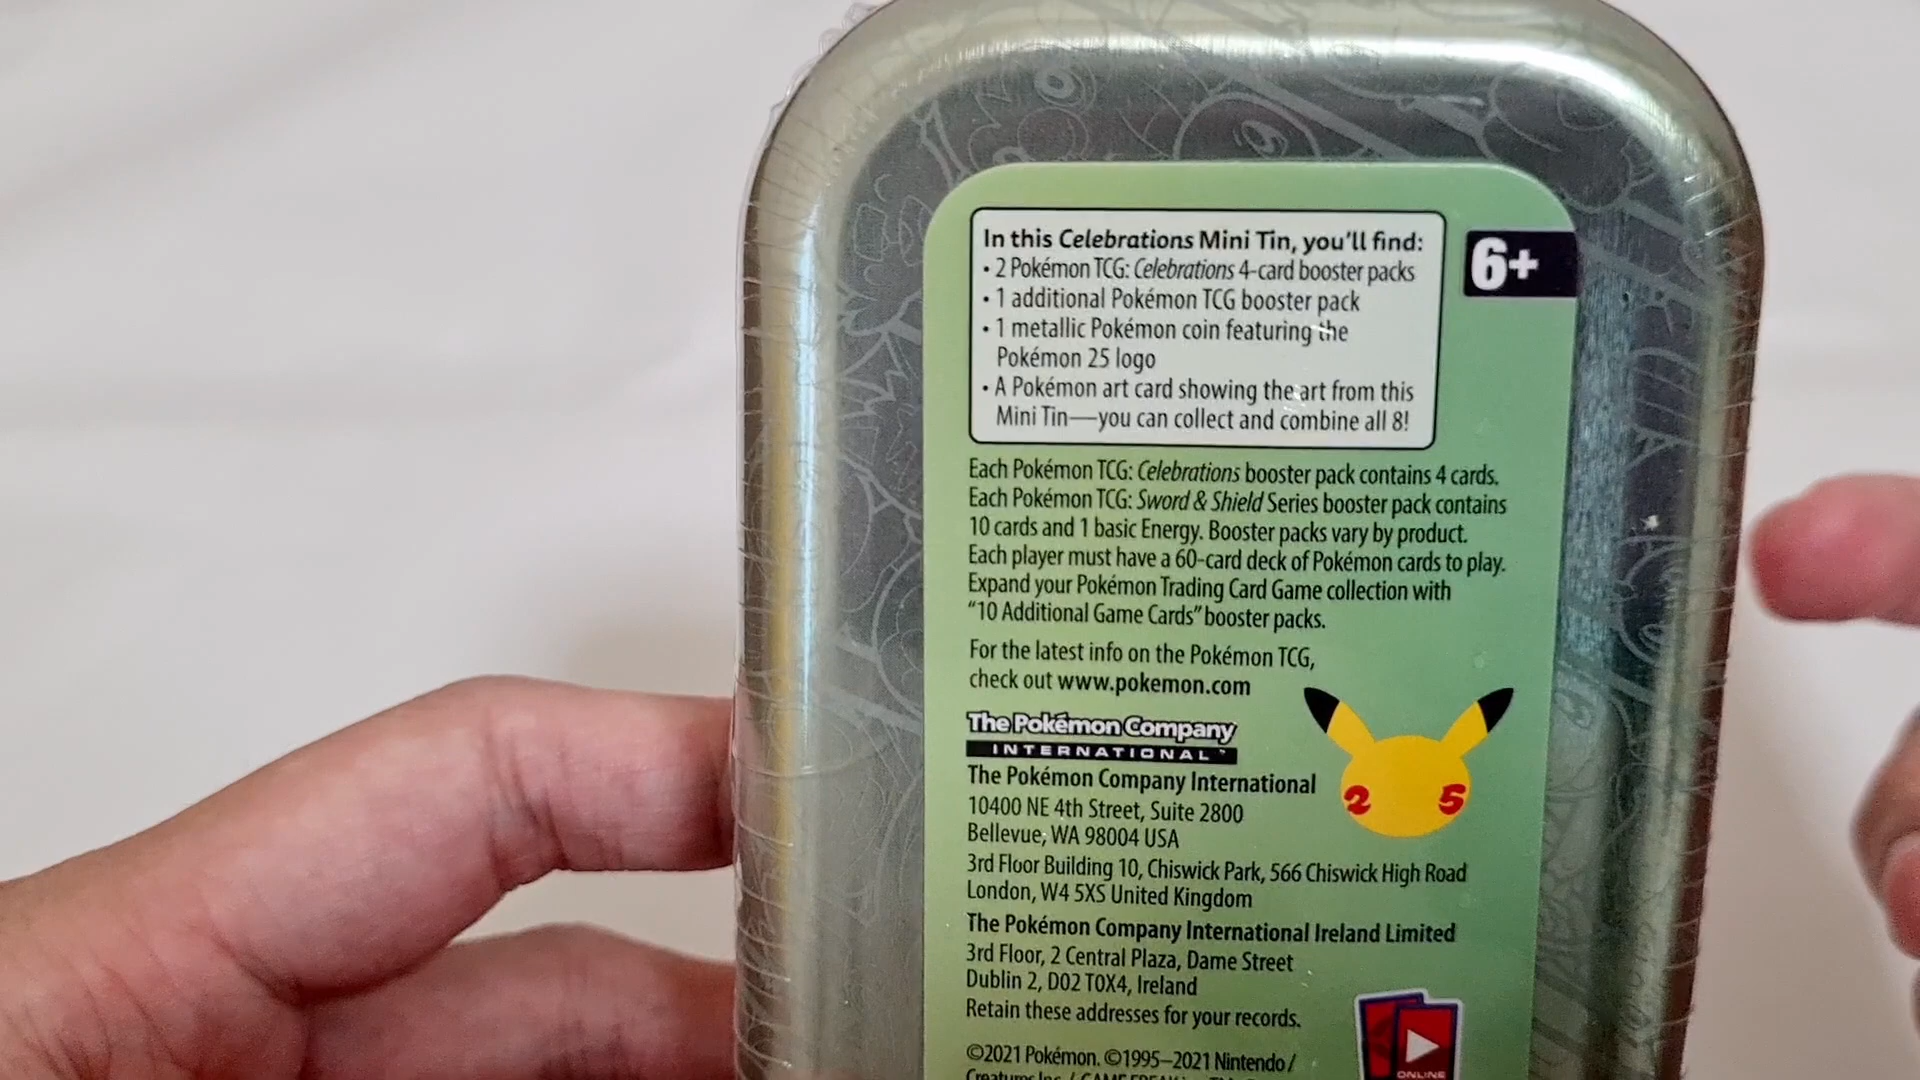 In this Celebrations Mini Tin, you'll find:
6+
• 2 Pokémon TCG: Celebrations 4-card booster packs
• 1 additional Pokémon TCG booster pack
• 1 metallic Pokémon coin featuring the
Pokémon 25 logo
• A Pokémon art card showing the art from this
Mini Tin—you can collect and combine all 8!
Each Pokémon TCG: Celebrations booster pack contains 4 cards.
Each Pokémon TCG: Sword & Shield Series booster pack contains
10 cards and 1 basic Energy. Booster packs vary by product.
Each player must have a 60-card deck of Pokémon cards to play.
Expand your Pokémon Trading Card Game collection with
“10 Additional Game Cards” booster packs.
For the latest info on the Pokémon TCG,
check out www.pokemon.com
The Pokémon Company
INTERNATIONAL
The Pokémon Company International
10400 NE 4th Street, Suite 2800
Bellevue, WA 98004 USA
2 5
3rd Floor Building 10, Chiswick Park, 566 Chiswick High Road
London, W4 5XS United Kingdom
The Pokémon Company International Ireland Limited
3rd Floor, 2 Central Plaza, Dame Street
Dublin 2, D02 T0X4, Ireland
Retain these addresses for your records.
©2021 Pokémon. ©1995–2021 Nintendo /
Creatures Inc. / GAME FREAK
ONLINE